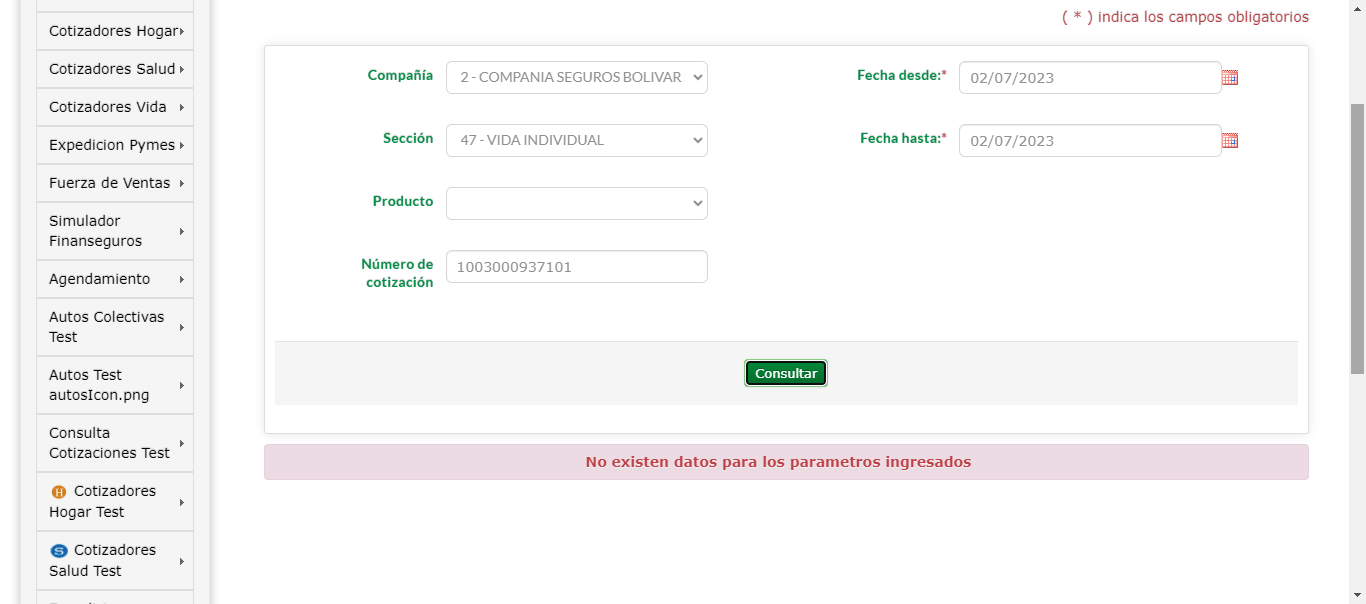 Cotizadores Hogar
Cotizadores Salud
Cotizadores Vida
Expedicion Pymes
Fuerza de Ventas
Simulador
Finanseguros
Agendamiento
Autos Colectivas
Test
Autos Test
autosIcon.png
Consulta
Cotizaciones Test
H Cotizadores
Hogar Test
S Cotizadores
Salud Test
( * ) indica los campos obligatorios
Compañía 2 - COMPANIA SEGUROS BOLIVAR
Fecha desde:* 02/07/2023
Sección 47 - VIDA INDIVIDUAL
Fecha hasta:* 02/07/2023
Producto
Número de
cotización
1003000937101
Consultar
No existen datos para los parametros ingresados